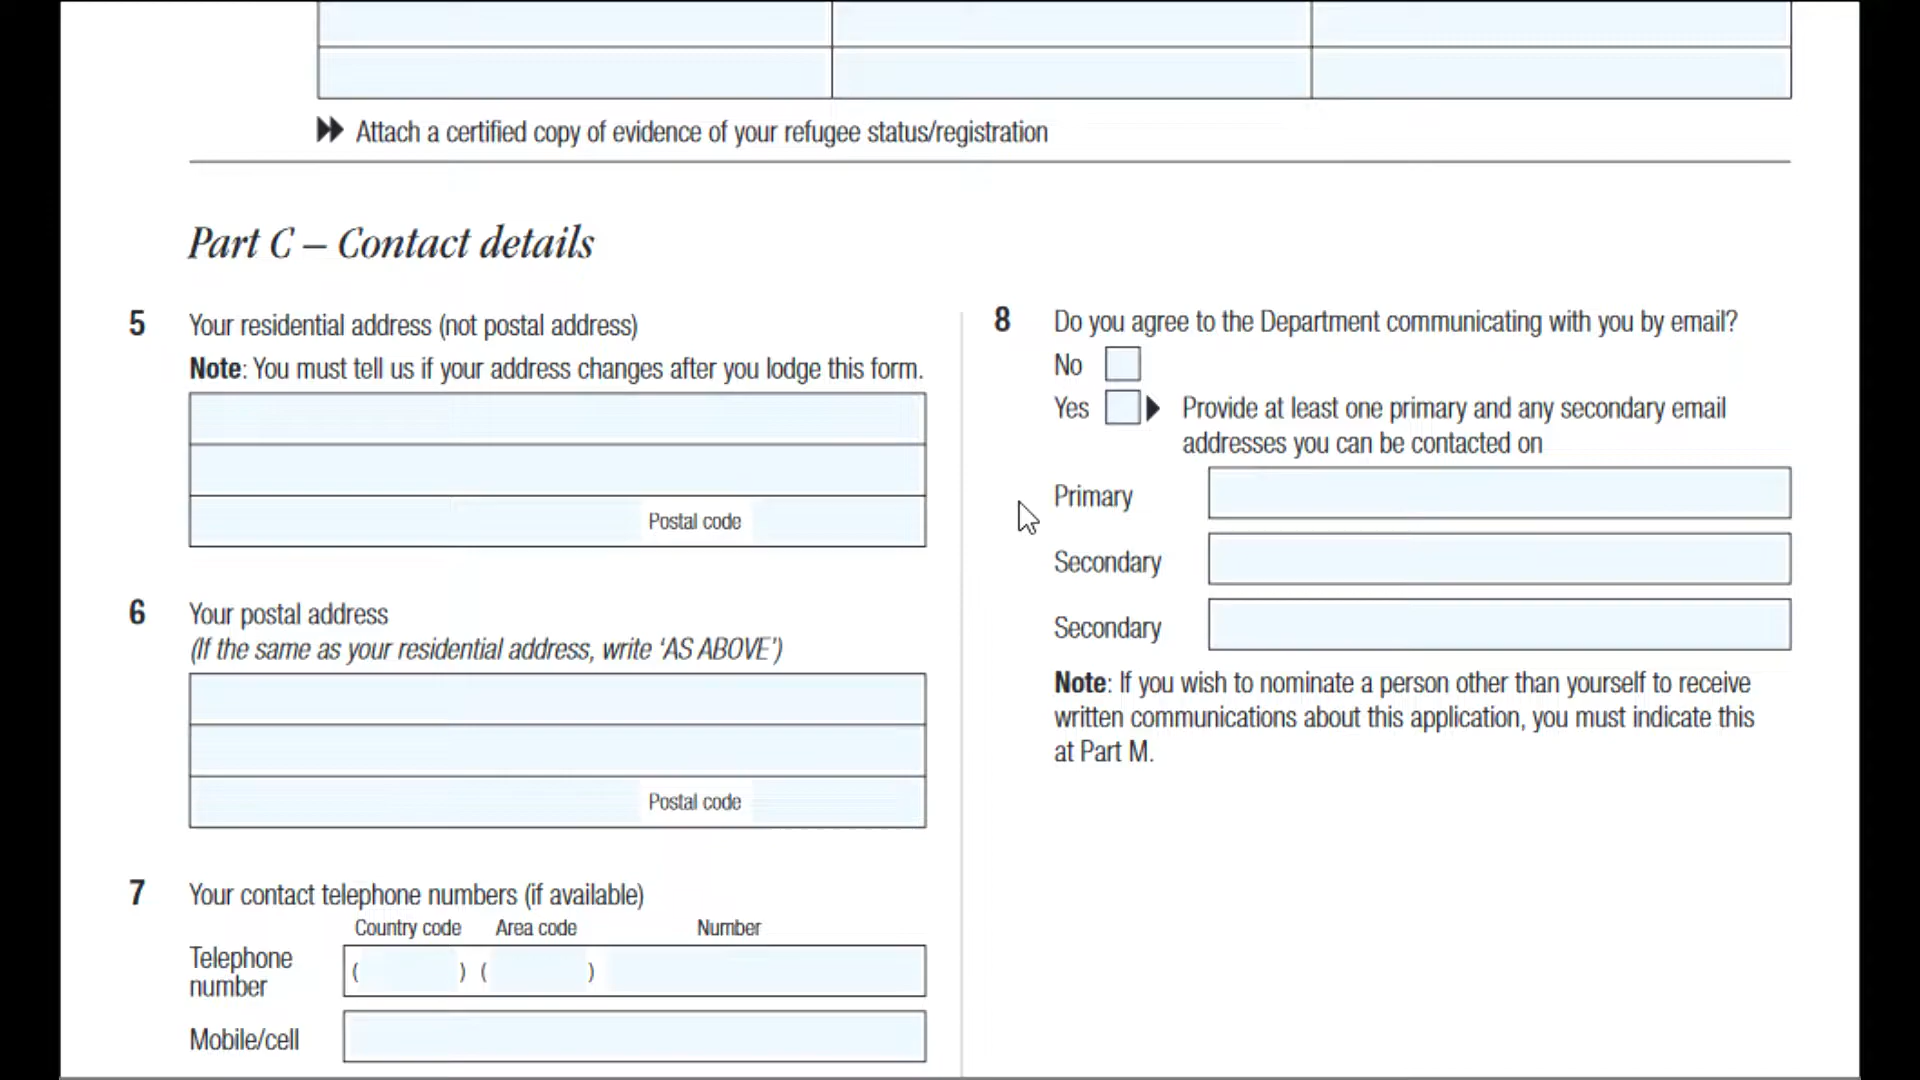 Attach a certified copy of evidence of your refugee status/registration
Part C – Contact details
5 Your residential address (not postal address)
Note: You must tell us if your address changes after you lodge this form.
Postal code
6 Your postal address
(If the same as your residential address, write ‘AS ABOVE’)
Postal code
7 Your contact telephone numbers (if available)
Country code Area code Number
Telephone
number
( ) ( )
Mobile/cell
8 Do you agree to the Department communicating with you by email?
No
Yes Provide at least one primary and any secondary email
addresses you can be contacted on
Primary
Secondary
Secondary
Note: If you wish to nominate a person other than yourself to receive
written communications about this application, you must indicate this
at Part M.